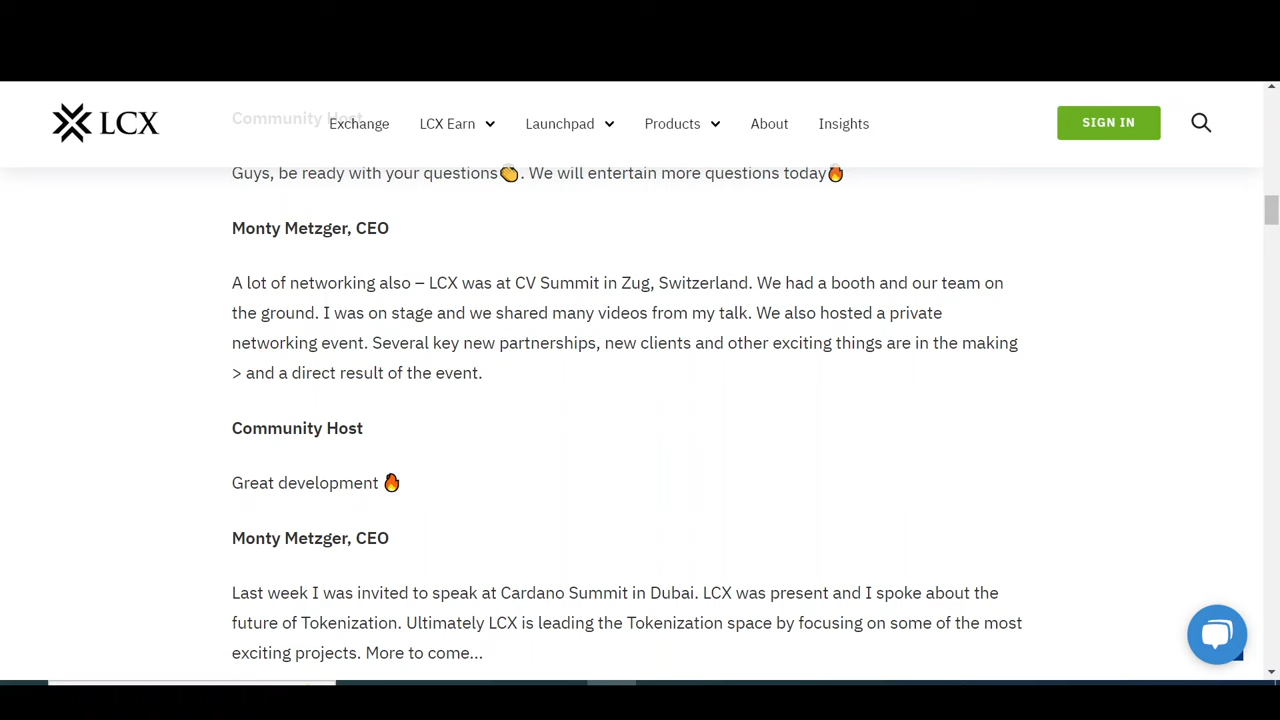 LCX
Community Host
Exchange
LCX Earn
Launchpad
Products
About
Insights
SIGN IN
Guys, be ready with your questions👏. We will entertain more questions today🔥
Monty Metzger, CEO
A lot of networking also – LCX was at CV Summit in Zug, Switzerland. We had a booth and our team on
the ground. I was on stage and we shared many videos from my talk. We also hosted a private
networking event. Several key new partnerships, new clients and other exciting things are in the making
> and a direct result of the event.
Community Host
Great development 🔥
Monty Metzger, CEO
Last week I was invited to speak at Cardano Summit in Dubai. LCX was present and I spoke about the
future of Tokenization. Ultimately LCX is leading the Tokenization space by focusing on some of the most
exciting projects. More to come...